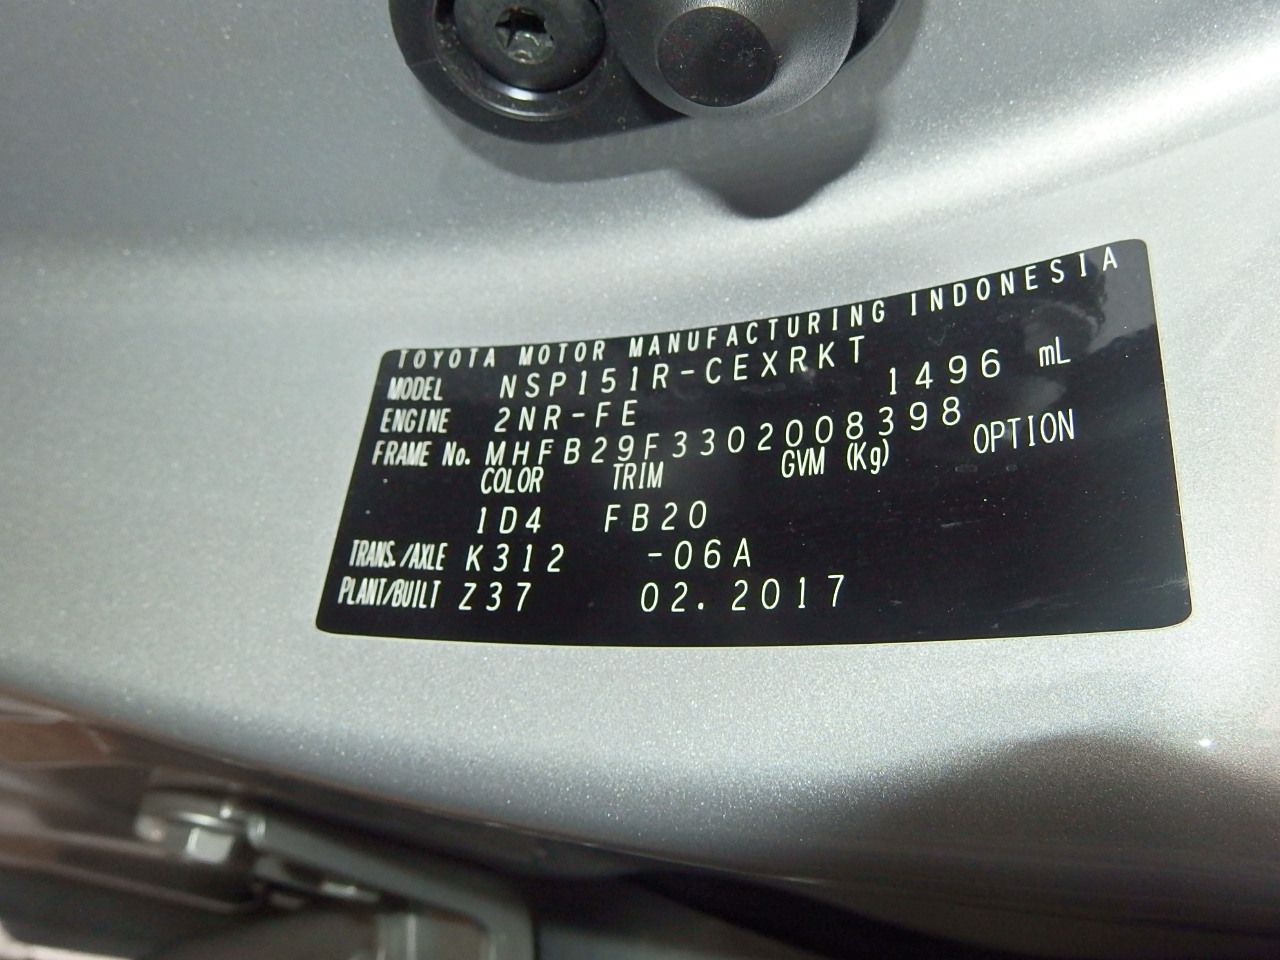 TOYOTA MOTOR MANUFACTURING INDONESIA
MODEL NSP151R-CEXRKT
ENGINE 2NR-FE 1496 mL
FRAME No. MHFB29F3302008398
COLOR TRIM GVM (Kg) OPTION
1D4 FB20
TRANS./AXLE K312 -06A
PLANT/BUILT Z37 02.2017